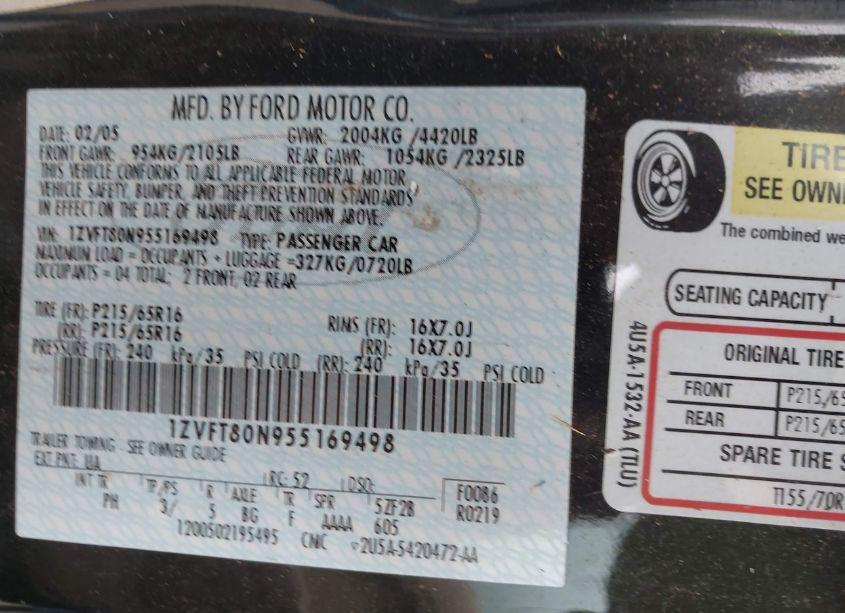 MFD. BY FORD MOTOR CO.
DATE: 02/05 GVWR: 2004KG /4420LB
FRONT GAWR: 954KG/2105LB REAR GAWR: 1054KG /2325LB
THIS VEHICLE CONFORMS TO ALL APPLICABLE FEDERAL MOTOR
VEHICLE SAFETY, BUMPER, AND THEFT PREVENTION STANDARDS
IN EFFECT ON THE DATE OF MANUFACTURE SHOWN ABOVE.
VIN: 1ZVFT80N955169498 TYPE: PASSENGER CAR
MAXIMUM LOAD = OCCUPANTS + LUGGAGE =327KG/0720LB
OCCUPANTS = 04 TOTAL; 2 FRONT, 02 REAR
TIRE (FR): P215/65R16 RIMS (FR): 16X7.0J
(RR): P215/65R16 (RR): 16X7.0J
PRESSURE (FR): 240 kPa/35 PSI COLD (RR): 240 kPa/35 PSI COLD
1ZVFT80N955169498
TRAILER TOWING - SEE OWNER GUIDE
EXT PNT: UA RC: 52 DSO: F0086
INT TR TP/PS R AXLE TR SPR 5ZF28 R0219
PH 3/ 5 BG F AAAA 605
1200502195495 CMC 2U5A-5420472-AA
TIRE
SEE OWN
The combined we
SEATING CAPACITY
ORIGINAL TIRE
FRONT P215/65
REAR P215/65
SPARE TIRE S
T155/70R
4U5A-1532-AA (TLU)